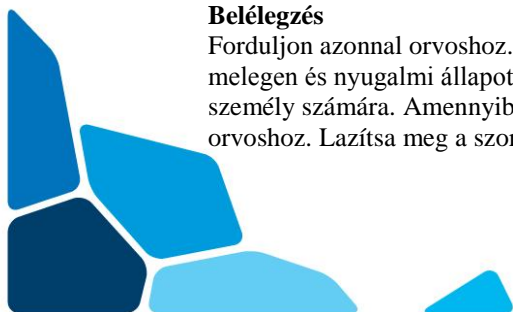 Belélegzés
Forduljon azonnal orvoshoz.
melegen és nyugalmi állapot
személy számára. Amennyib
orvoshoz. Lazítsa meg a szor